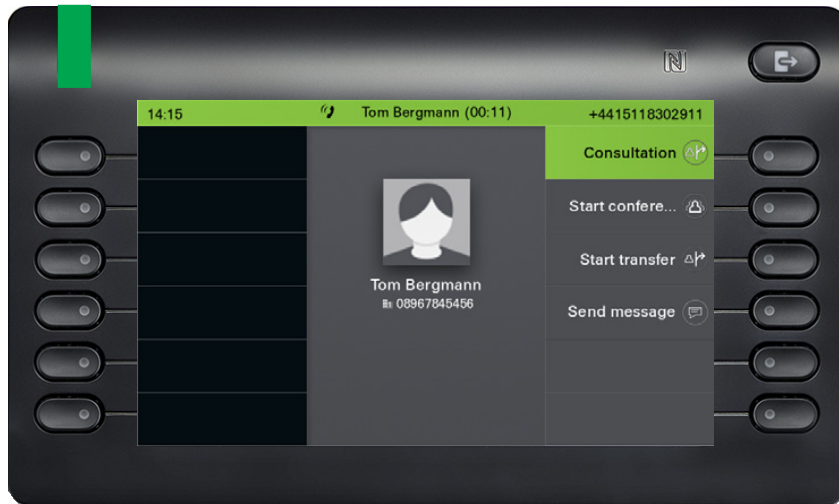 14:15
Tom Bergmann (00:11)
+4415118302911
Consultation
Start confere...
Start transfer
Send message
Tom Bergmann
08967845456